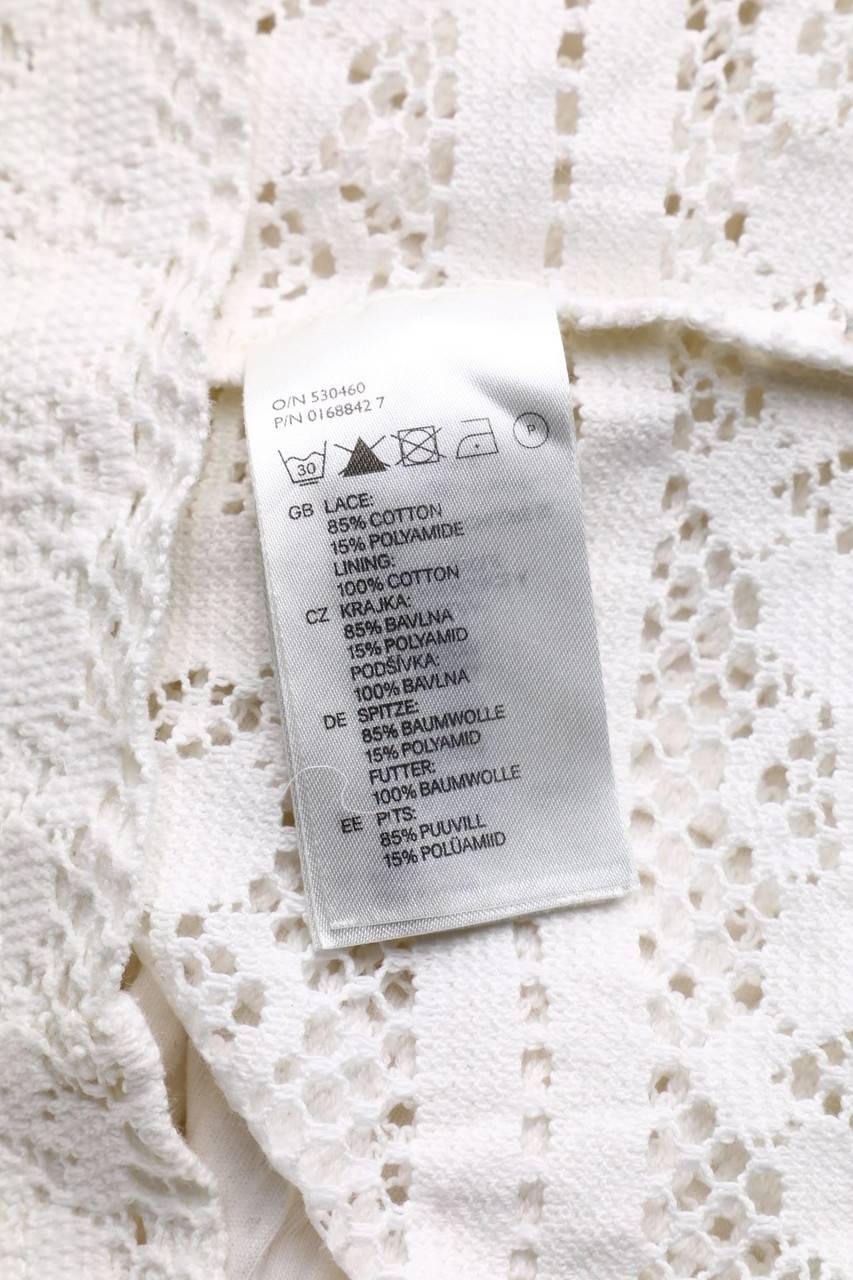 O/N 530460
P/N 0168842 7
30 P
GB LACE:
85% COTTON
15% POLYAMIDE
LINING:
100% COTTON
CZ KRAJKA:
85% BAVLNA
15% POLYAMID
PODŠÍVKA:
100% BAVLNA
DE SPITZE:
85% BAUMWOLLE
15% POLYAMID
FUTTER:
100% BAUMWOLLE
EE PITS:
85% PUUVILL
15% POLÜAMIID